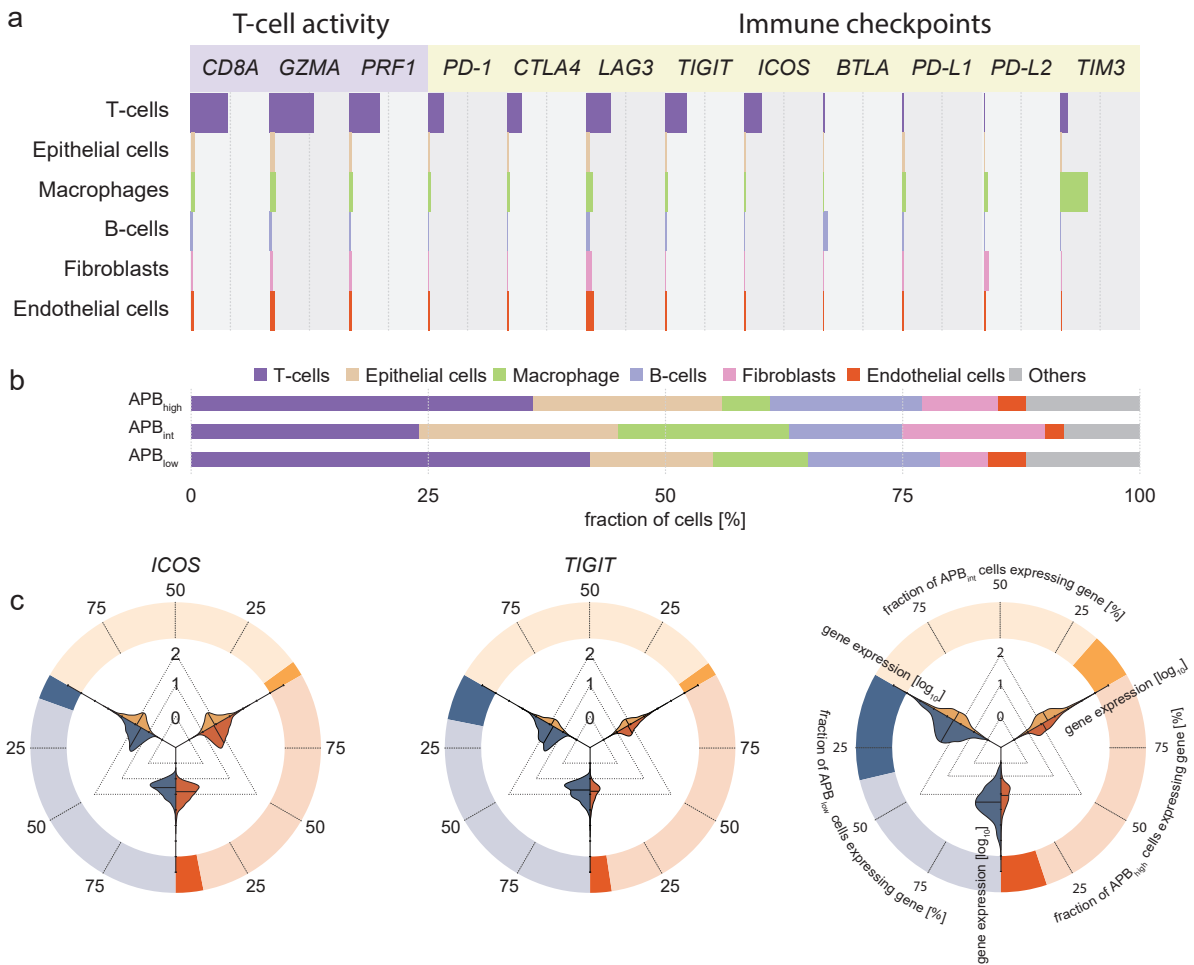 a
T-cell activity Immune checkpoints
CD8A GZMA PRF1 PD-1 CTLA4 LAG3 TIGIT ICOS BTLA PD-L1 PD-L2 TIM3
T-cells
Epithelial cells
Macrophages
B-cells
Fibroblasts
Endothelial cells
b
T-cells Epithelial cells Macrophage B-cells Fibroblasts Endothelial cells Others
APBhigh
APBint
APBlow
0 25 50 75 100
fraction of cells [%]
c
ICOS
50
75 25
2
1
0
25 75
50 50
75 25
TIGIT
50
75 25
2
1
0
25 75
50 50
75 25
fraction of APBint cells expressing gene [%]
50
75 25
2
1
0
gene expression [log10]
gene expression [log10]
25 75
50 50
75 25
fraction of APBlow cells expressing gene [%]
gene expression [log10]
fraction of APBhigh cells expressing gene [%]